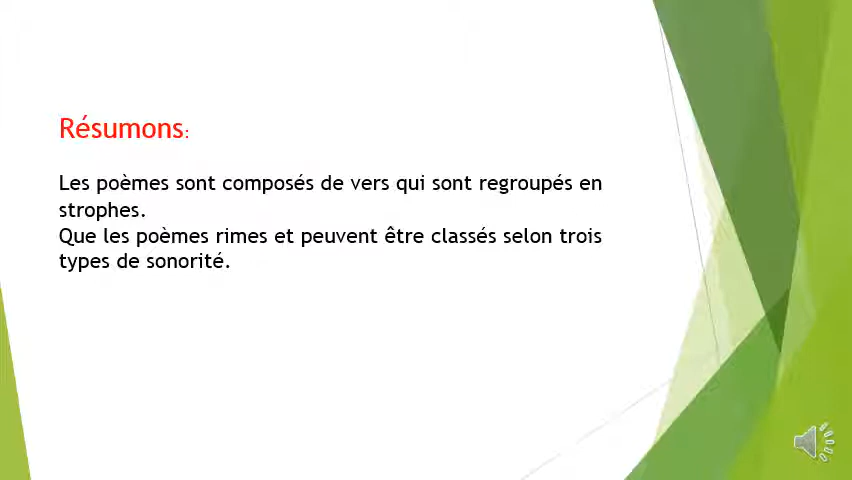 Résumons:
Les poèmes sont composés de vers qui sont regroupés en
strophes.
Que les poèmes rimes et peuvent être classés selon trois
types de sonorité.